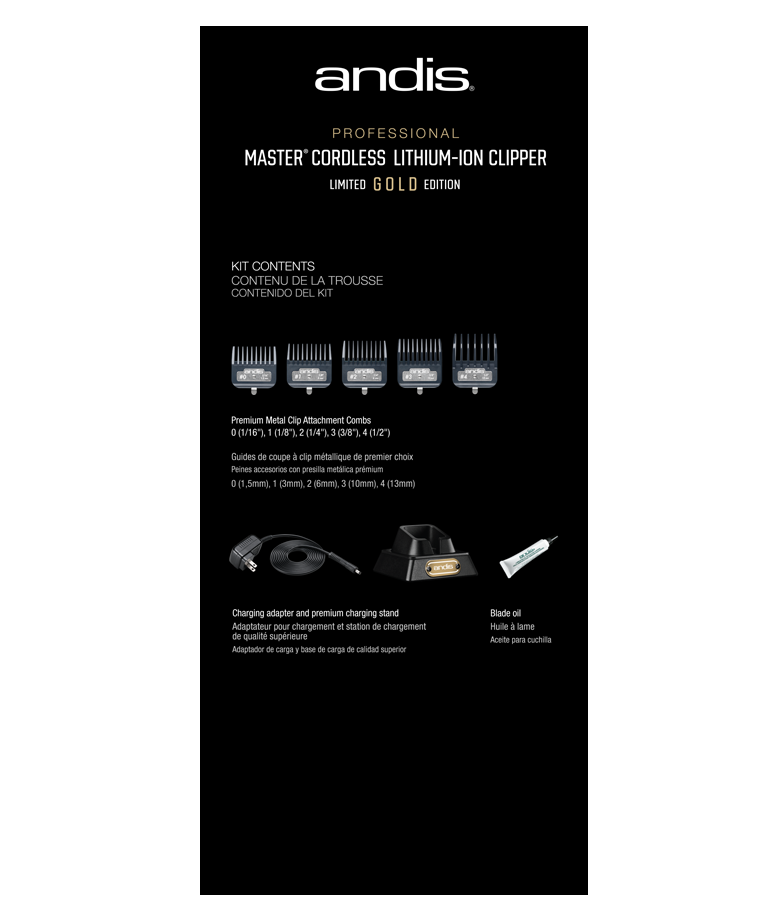 andis®
PROFESSIONAL
MASTER® CORDLESS LITHIUM-ION CLIPPER
LIMITED GOLD EDITION
KIT CONTENTS
CONTENU DE LA TROUSSE
CONTENIDO DEL KIT
#0 andis #1 andis #2 andis #3 andis #4 andis
Premium Metal Clip Attachment Combs
0 (1/16"), 1 (1/8"), 2 (1/4"), 3 (3/8"), 4 (1/2")
Guides de coupe à clip métallique de premier choix
Peines accesorios con presilla metálica prémium
0 (1,5mm), 1 (3mm), 2 (6mm), 3 (10mm), 4 (13mm)
andis
Charging adapter and premium charging stand
Adaptateur pour chargement et station de chargement
de qualité supérieure
Adaptador de carga y base de carga de calidad superior
Blade oil
Huile à lame
Aceite para cuchilla